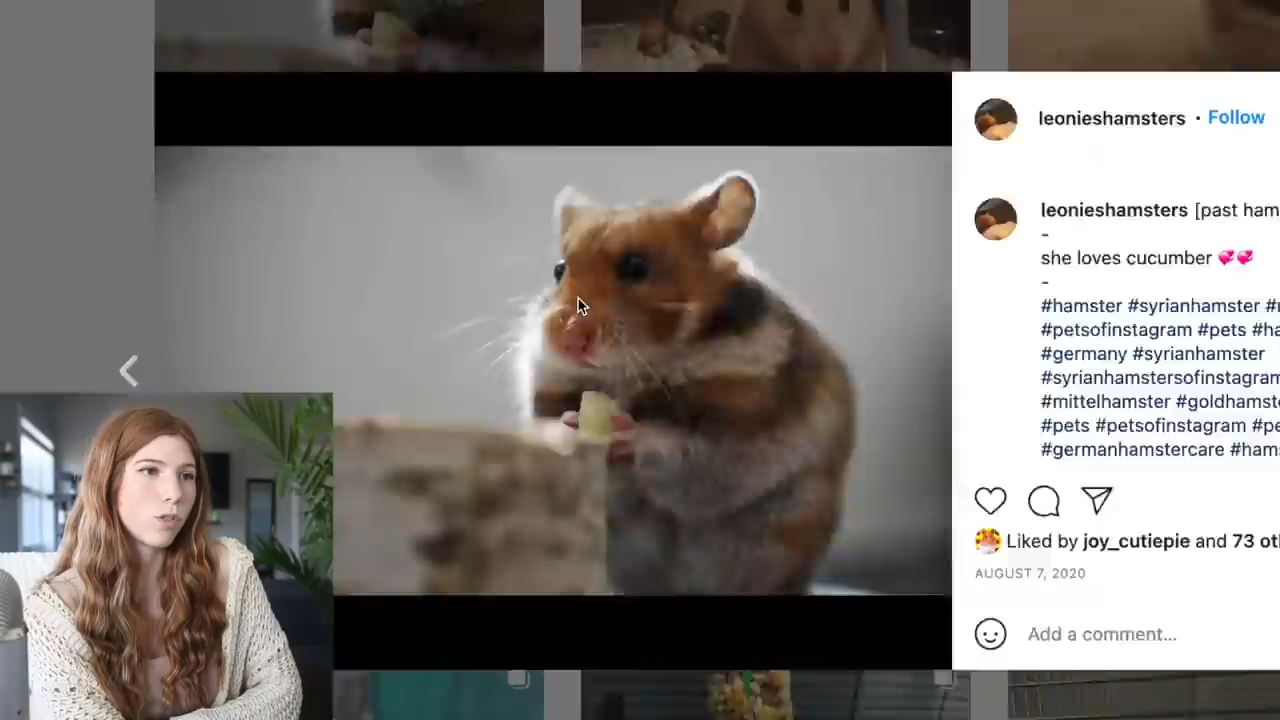 leonieshamsters • Follow
leonieshamsters [past ham
-
she loves cucumber 💞💞
-
#hamster #syrianhamster
#petsofinstagram #pets
#germany #syrianhamster
#syrianhamstersofinstagram
#mittelhamster
#pets #petsofinstagram
#germanhamstercare
Liked by joy_cutiepie and 73
AUGUST 7, 2020
Add a comment...